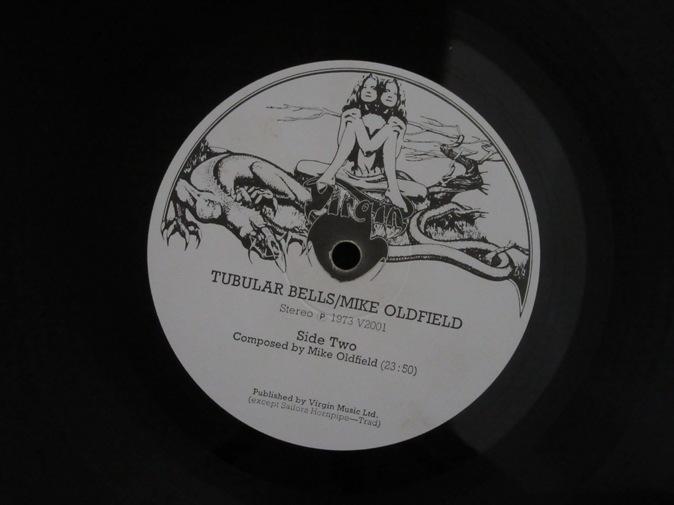 Virgin
TUBULAR BELLS/MIKE OLDFIELD
Stereo P 1973 V2001
Side Two
Composed by Mike Oldfield (23:50)
Published by Virgin Music Ltd.
(except Sailors Hornpipe—Trad)